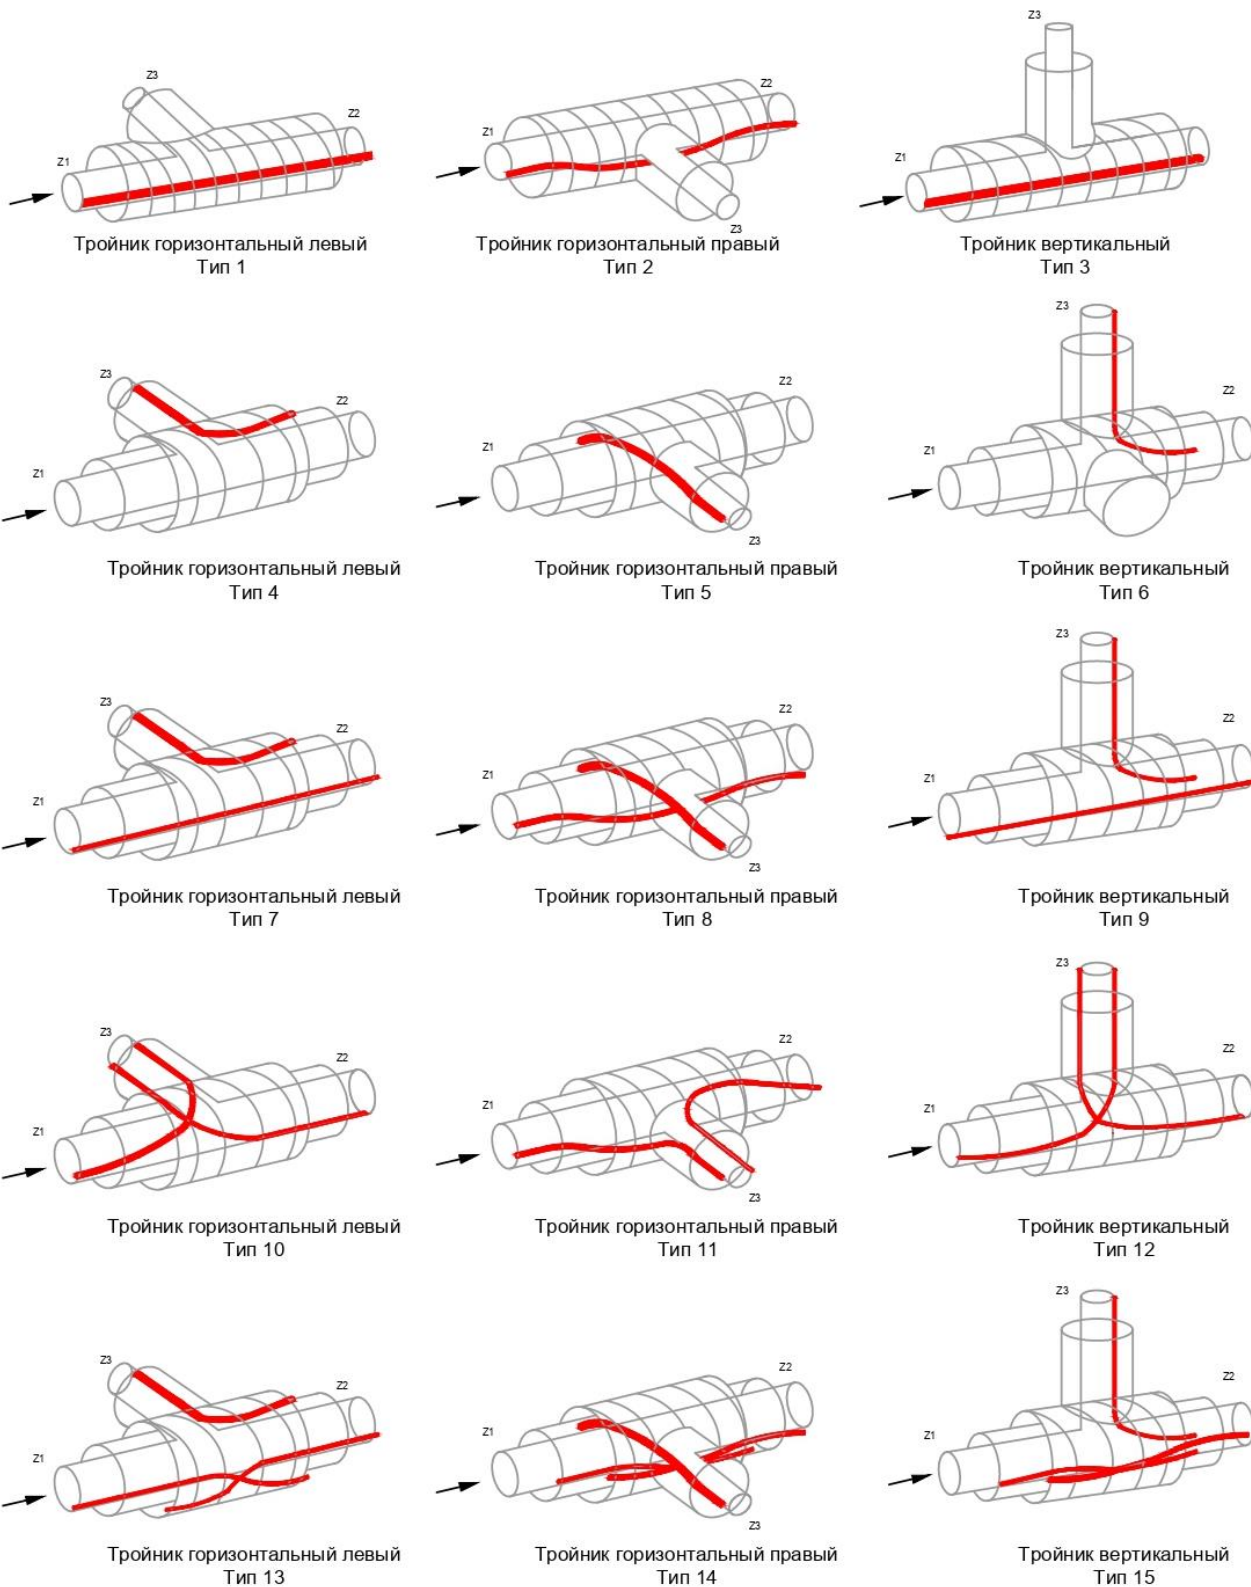 Z3
Z2
Z1
Тройник горизонтальный левый
Тип 1
Z2
Z1
Z3
Тройник горизонтальный правый
Тип 2
Z3
Z2
Z1
Тройник вертикальный
Тип 3
Z3
Z2
Z1
Тройник горизонтальный левый
Тип 4
Z2
Z1
Z3
Тройник горизонтальный правый
Тип 5
Z3
Z2
Z1
Тройник вертикальный
Тип 6
Z3
Z2
Z1
Тройник горизонтальный левый
Тип 7
Z2
Z1
Z3
Тройник горизонтальный правый
Тип 8
Z3
Z2
Z1
Тройник вертикальный
Тип 9
Z3
Z2
Z1
Тройник горизонтальный левый
Тип 10
Z2
Z1
Z3
Тройник горизонтальный правый
Тип 11
Z3
Z2
Z1
Тройник вертикальный
Тип 12
Z3
Z2
Z1
Тройник горизонтальный левый
Тип 13
Z2
Z1
Z3
Тройник горизонтальный правый
Тип 14
Z3
Z2
Z1
Тройник вертикальный
Тип 15